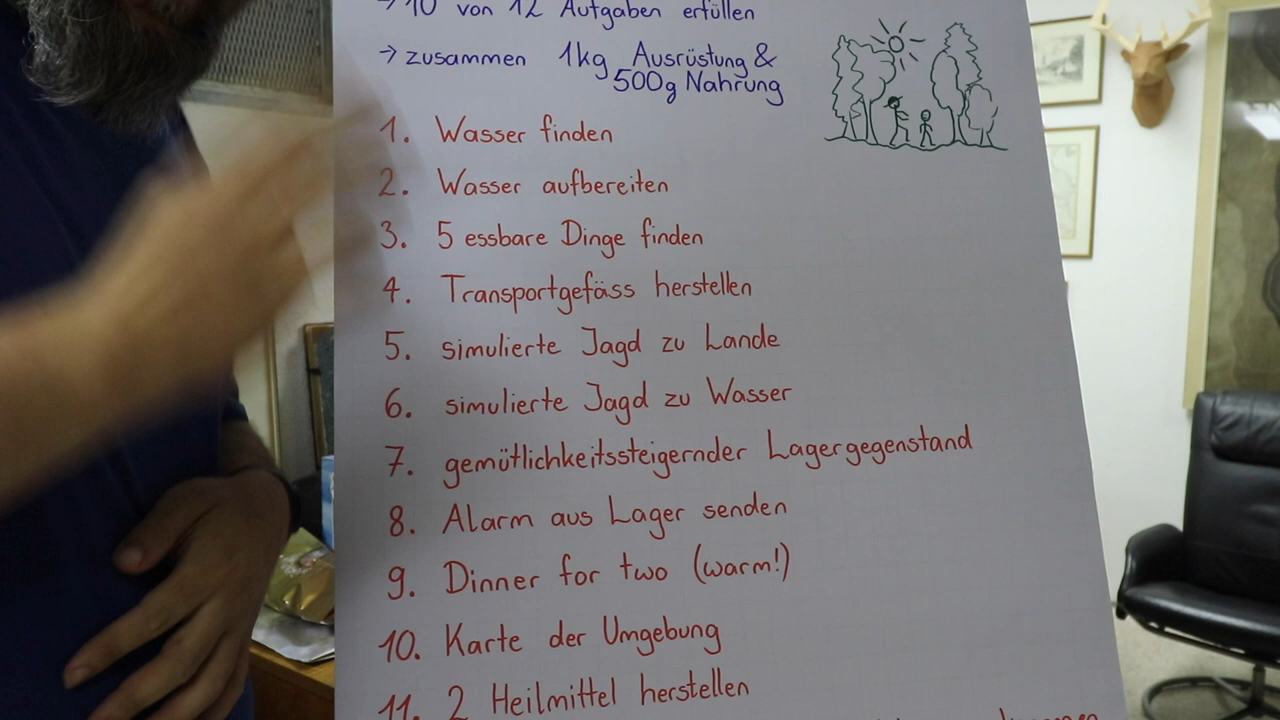 → 10 von 12 Aufgaben erfüllen
→ zusammen 1kg Ausrüstung &
500g Nahrung
1. Wasser finden
2. Wasser aufbereiten
3. 5 essbare Dinge finden
4. Transportgefäss herstellen
5. simulierte Jagd zu Lande
6. simulierte Jagd zu Wasser
7. gemütlichkeitssteigernder Lagergegenstand
8. Alarm aus Lager senden
9. Dinner for two (warm!)
10. Karte der Umgebung
11. 2 Heilmittel herstellen